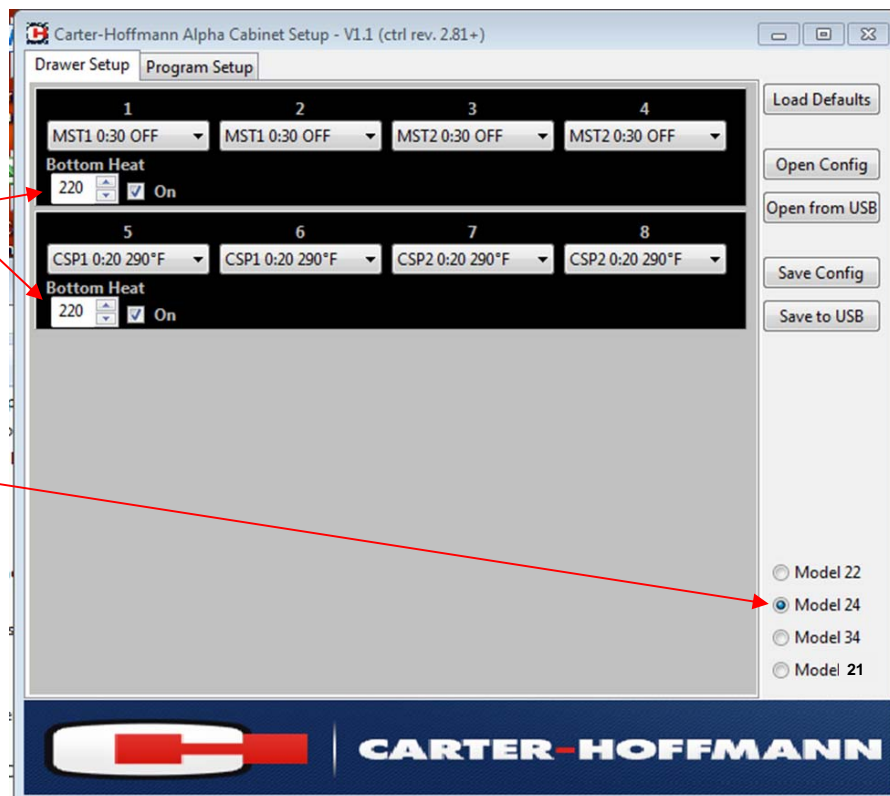 Carter-Hoffmann Alpha Cabinet Setup - V1.1 (ctrl rev. 2.81+)
Drawer Setup Program Setup
1 2 3 4
MST1 0:30 OFF MST1 0:30 OFF MST2 0:30 OFF MST2 0:30 OFF
Bottom Heat
220 On
5 6 7 8
CSP1 0:20 290°F CSP1 0:20 290°F CSP2 0:20 290°F CSP2 0:20 290°F
Bottom Heat
220 On
Load Defaults
Open Config
Open from USB
Save Config
Save to USB
Model 22
Model 24
Model 34
Model 21
CARTER-HOFFMANN